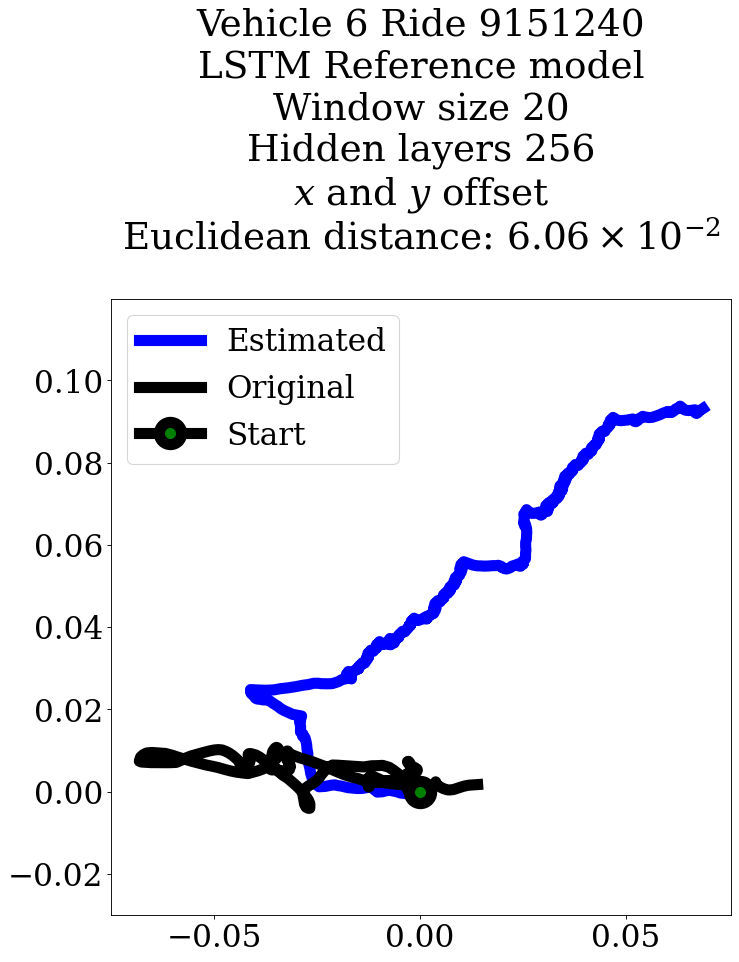 Vehicle 6 Ride 9151240
LSTM Reference model
Window size 20
Hidden layers 256
x and y offset
Euclidean distance: 6.06 × 10⁻²
Estimated
Original
Start
0.10
0.08
0.06
0.04
0.02
0.00
−0.02
−0.05
0.00
0.05